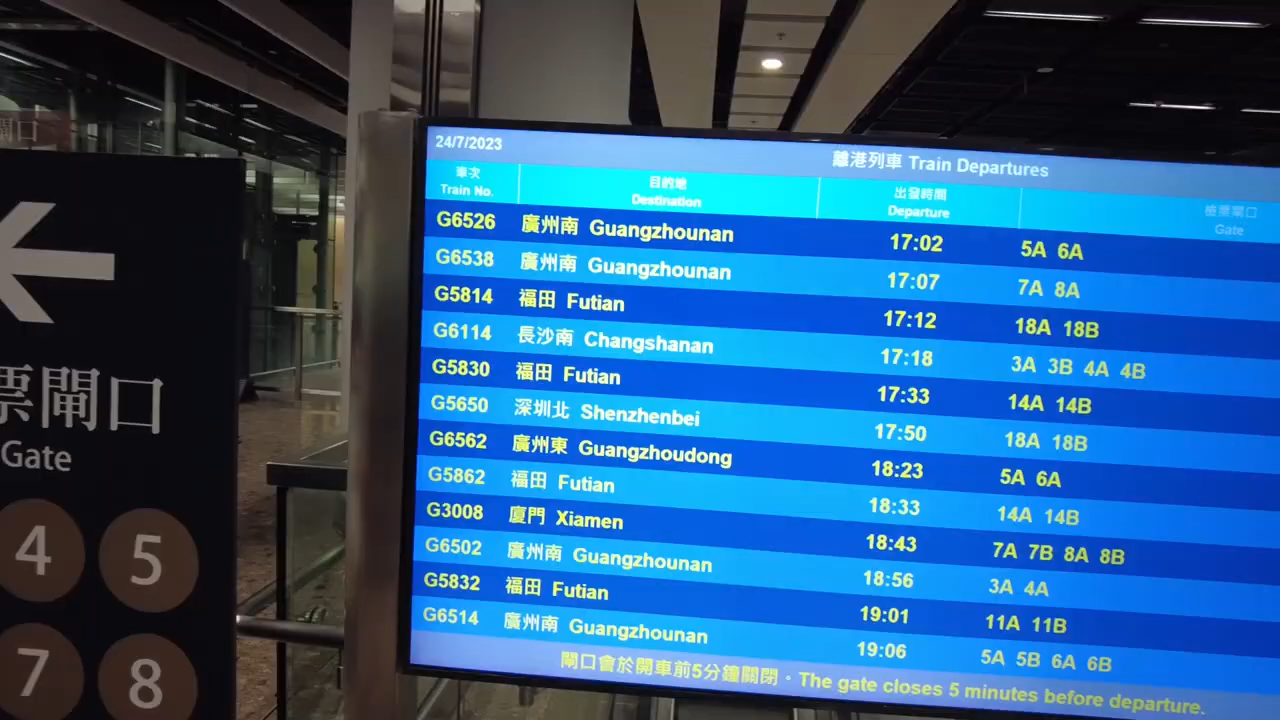 票閘口
Gate
4 5
7 8
24/7/2023
離港列車 Train Departures
車次 目的地 出發時間 檢票閘口
Train No. Destination Departure Gate
G6526 廣州南 Guangzhounan 17:02 5A 6A
G6538 廣州南 Guangzhounan 17:07 7A 8A
G5814 福田 Futian 17:12 18A 18B
G6114 長沙南 Changshanan 17:18 3A 3B 4A 4B
G5830 福田 Futian 17:33 14A 14B
G5650 深圳北 Shenzhenbei 17:50 18A 18B
G6562 廣州東 Guangzhoudong 18:23 5A 6A
G5862 福田 Futian 18:33 14A 14B
G3008 廈門 Xiamen 18:43 7A 7B 8A 8B
G6502 廣州南 Guangzhounan 18:56 3A 4A
G5832 福田 Futian 19:01 11A 11B
G6514 廣州南 Guangzhounan 19:06 5A 5B 6A 6B
閘口會於開車前5分鐘關閉。The gate closes 5 minutes before departure.